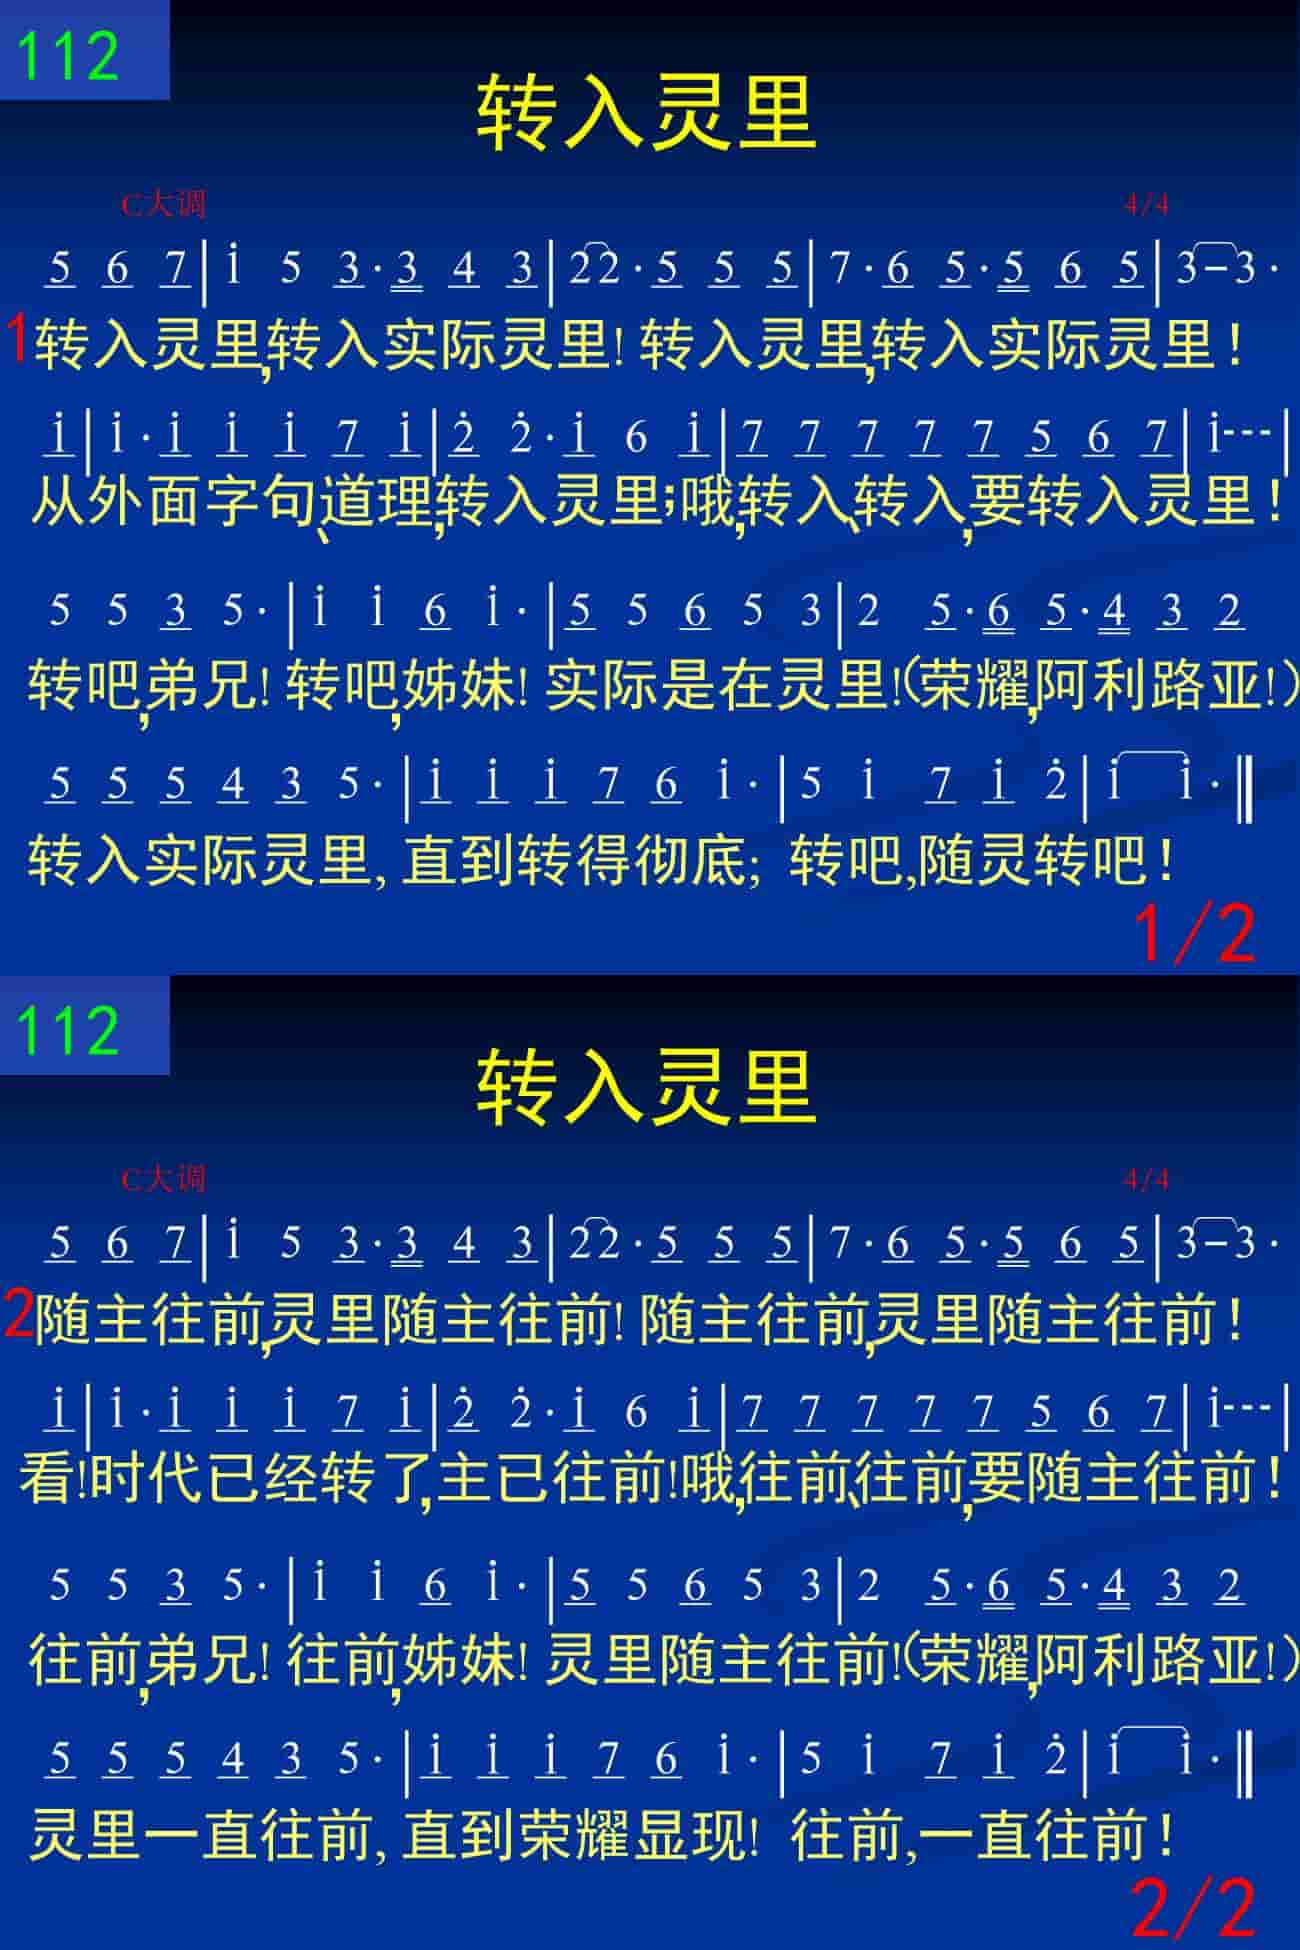 112
转入灵里
C大调 4/4
5 6 7 | i 5 3·3 4 3 | 22·5 5 5 | 7·6 5·5 6 5 | 3-3·
1转入灵里,转入实际灵里! 转入灵里,转入实际灵里!
i | i·i i i 7 i | 2̇ 2̇·i 6 i | 7 7 7 7 7 5 6 7 | i--- |
从外面字句、道理,转入灵里;哦,转入、转入,要转入灵里!
5 5 3 5· | i i 6 i· | 5 5 6 5 3 | 2 5·6 5·4 3 2
转吧,弟兄! 转吧,姊妹! 实际是在灵里!(荣耀,阿利路亚!)
5 5 5 4 3 5· | i i i 7 6 i· | 5 i 7 i 2̇ | i i· ‖
转入实际灵里, 直到转得彻底; 转吧,随灵转吧!
1/2
112
转入灵里
C大调 4/4
5 6 7 | i 5 3·3 4 3 | 22·5 5 5 | 7·6 5·5 6 5 | 3-3·
2随主往前,灵里随主往前! 随主往前,灵里随主往前!
i | i·i i i 7 i | 2̇ 2̇·i 6 i | 7 7 7 7 7 5 6 7 | i--- |
看!时代已经转了,主已往前!哦,往前、往前,要随主往前!
5 5 3 5· | i i 6 i· | 5 5 6 5 3 | 2 5·6 5·4 3 2
往前,弟兄! 往前,姊妹! 灵里随主往前!(荣耀,阿利路亚!)
5 5 5 4 3 5· | i i i 7 6 i· | 5 i 7 i 2̇ | i i· ‖
灵里一直往前, 直到荣耀显现! 往前,一直往前!
2/2